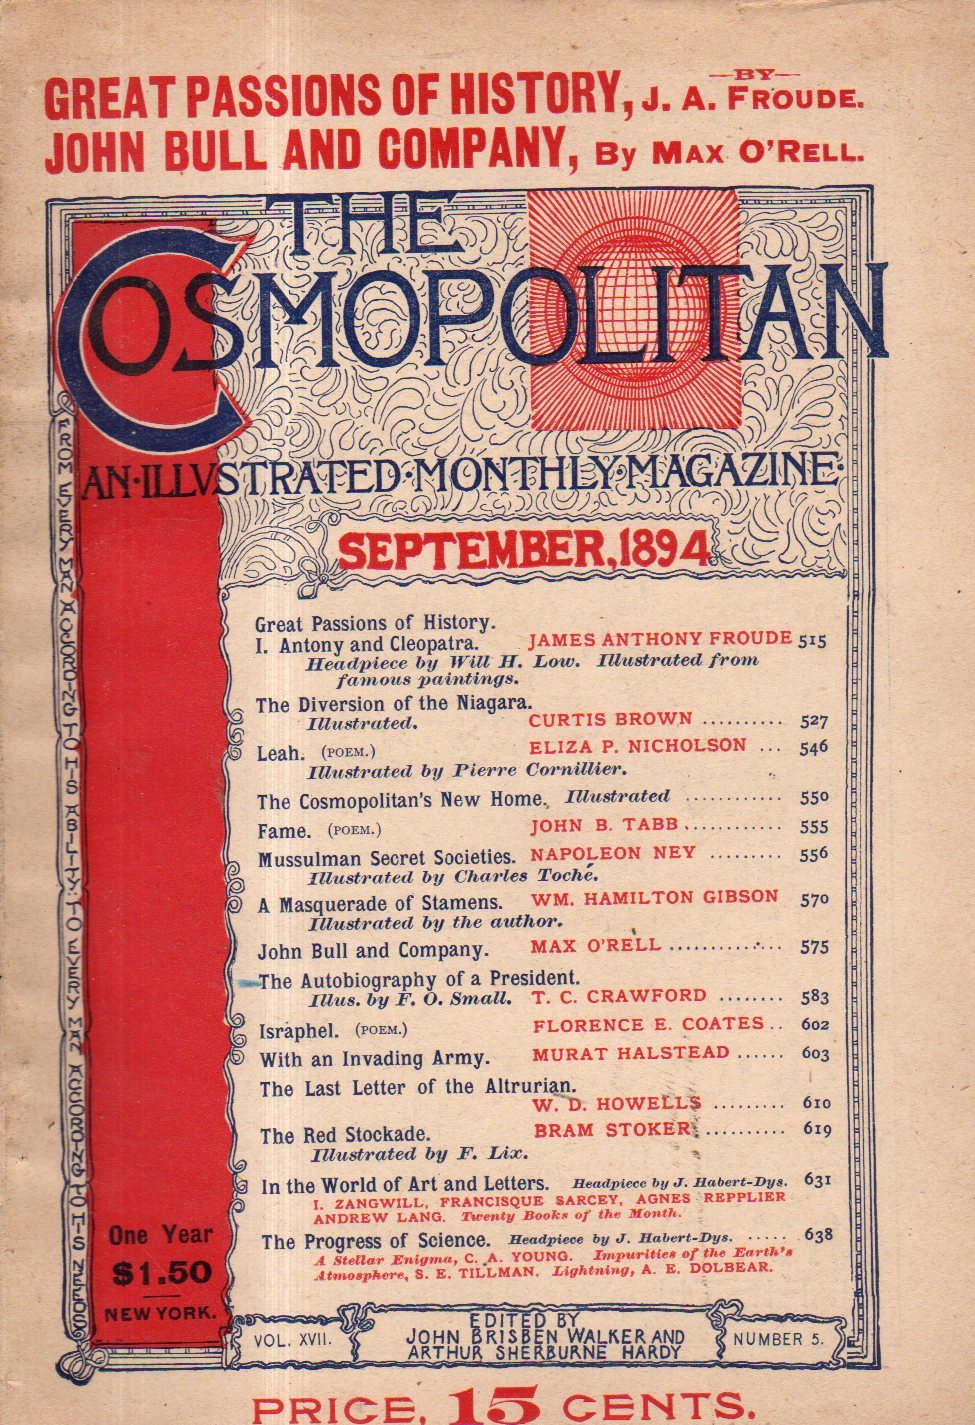 GREAT PASSIONS OF HISTORY, —BY— J. A. FROUDE.
JOHN BULL AND COMPANY, By MAX O'RELL.
THE
COSMOPOLITAN
AN·ILLVSTRATED·MONTHLY·MAGAZINE·
SEPTEMBER, 1894
FROM EVERY MAN ACCORDING TO HIS ABILITY: TO EVERY MAN ACCORDING TO HIS NEEDS
Great Passions of History.
I. Antony and Cleopatra. JAMES ANTHONY FROUDE 515
Headpiece by Will H. Low. Illustrated from
famous paintings.
The Diversion of the Niagara.
Illustrated. CURTIS BROWN .......... 527
Leah. (POEM.) ELIZA P. NICHOLSON ... 546
Illustrated by Pierre Cornillier.
The Cosmopolitan's New Home. Illustrated ............ 550
Fame. (POEM.) JOHN B. TABB ............ 555
Mussulman Secret Societies. NAPOLEON NEY ......... 556
Illustrated by Charles Toché.
A Masquerade of Stamens. WM. HAMILTON GIBSON 570
Illustrated by the author.
John Bull and Company. MAX O'RELL .............. 575
The Autobiography of a President.
Illus. by F. O. Small. T. C. CRAWFORD ........ 583
Israphel. (POEM.) FLORENCE E. COATES .. 602
With an Invading Army. MURAT HALSTEAD ...... 603
The Last Letter of the Altrurian.
W. D. HOWELLS ......... 610
The Red Stockade. BRAM STOKER .......... 619
Illustrated by F. Lix.
In the World of Art and Letters. Headpiece by J. Habert-Dys. 631
I. ZANGWILL, FRANCISQUE SARCEY, AGNES REPPLIER
ANDREW LANG. Twenty Books of the Month.
The Progress of Science. Headpiece by J. Habert-Dys. ..... 638
A Stellar Enigma, C. A. YOUNG. Impurities of the Earth's
Atmosphere, S. E. TILLMAN. Lightning, A. E. DOLBEAR.
One Year
$1.50
NEW YORK.
VOL. XVII.
EDITED BY
JOHN BRISBEN WALKER AND
ARTHUR SHERBURNE HARDY
NUMBER 5.
PRICE, 15 CENTS.